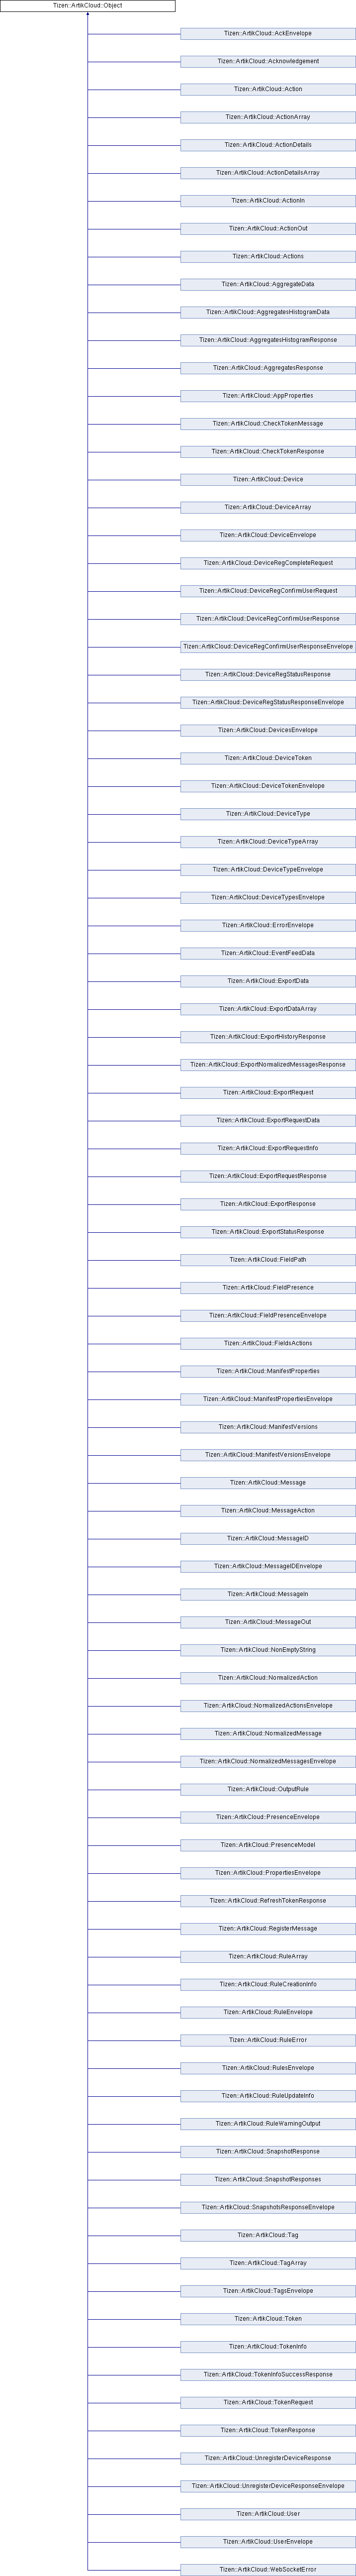 Tizen::ArtikCloud::Object
Tizen::ArtikCloud::AckEnvelope
Tizen::ArtikCloud::Acknowledgement
Tizen::ArtikCloud::Action
Tizen::ArtikCloud::ActionArray
Tizen::ArtikCloud::ActionDetails
Tizen::ArtikCloud::ActionDetailsArray
Tizen::ArtikCloud::ActionIn
Tizen::ArtikCloud::ActionOut
Tizen::ArtikCloud::Actions
Tizen::ArtikCloud::AggregateData
Tizen::ArtikCloud::AggregatesHistogramData
Tizen::ArtikCloud::AggregatesHistogramResponse
Tizen::ArtikCloud::AggregatesResponse
Tizen::ArtikCloud::AppProperties
Tizen::ArtikCloud::CheckTokenMessage
Tizen::ArtikCloud::CheckTokenResponse
Tizen::ArtikCloud::Device
Tizen::ArtikCloud::DeviceArray
Tizen::ArtikCloud::DeviceEnvelope
Tizen::ArtikCloud::DeviceRegCompleteRequest
Tizen::ArtikCloud::DeviceRegConfirmUserRequest
Tizen::ArtikCloud::DeviceRegConfirmUserResponse
Tizen::ArtikCloud::DeviceRegConfirmUserResponseEnvelope
Tizen::ArtikCloud::DeviceRegStatusResponse
Tizen::ArtikCloud::DeviceRegStatusResponseEnvelope
Tizen::ArtikCloud::DevicesEnvelope
Tizen::ArtikCloud::DeviceToken
Tizen::ArtikCloud::DeviceTokenEnvelope
Tizen::ArtikCloud::DeviceType
Tizen::ArtikCloud::DeviceTypeArray
Tizen::ArtikCloud::DeviceTypeEnvelope
Tizen::ArtikCloud::DeviceTypesEnvelope
Tizen::ArtikCloud::ErrorEnvelope
Tizen::ArtikCloud::EventFeedData
Tizen::ArtikCloud::ExportData
Tizen::ArtikCloud::ExportDataArray
Tizen::ArtikCloud::ExportHistoryResponse
Tizen::ArtikCloud::ExportNormalizedMessagesResponse
Tizen::ArtikCloud::ExportRequest
Tizen::ArtikCloud::ExportRequestData
Tizen::ArtikCloud::ExportRequestInfo
Tizen::ArtikCloud::ExportRequestResponse
Tizen::ArtikCloud::ExportResponse
Tizen::ArtikCloud::ExportStatusResponse
Tizen::ArtikCloud::FieldPath
Tizen::ArtikCloud::FieldPresence
Tizen::ArtikCloud::FieldPresenceEnvelope
Tizen::ArtikCloud::FieldsActions
Tizen::ArtikCloud::ManifestProperties
Tizen::ArtikCloud::ManifestPropertiesEnvelope
Tizen::ArtikCloud::ManifestVersions
Tizen::ArtikCloud::ManifestVersionsEnvelope
Tizen::ArtikCloud::Message
Tizen::ArtikCloud::MessageAction
Tizen::ArtikCloud::MessageID
Tizen::ArtikCloud::MessageIDEnvelope
Tizen::ArtikCloud::MessageIn
Tizen::ArtikCloud::MessageOut
Tizen::ArtikCloud::NonEmptyString
Tizen::ArtikCloud::NormalizedAction
Tizen::ArtikCloud::NormalizedActionsEnvelope
Tizen::ArtikCloud::NormalizedMessage
Tizen::ArtikCloud::NormalizedMessagesEnvelope
Tizen::ArtikCloud::OutputRule
Tizen::ArtikCloud::PresenceEnvelope
Tizen::ArtikCloud::PresenceModel
Tizen::ArtikCloud::PropertiesEnvelope
Tizen::ArtikCloud::RefreshTokenResponse
Tizen::ArtikCloud::RegisterMessage
Tizen::ArtikCloud::RuleArray
Tizen::ArtikCloud::RuleCreationInfo
Tizen::ArtikCloud::RuleEnvelope
Tizen::ArtikCloud::RuleError
Tizen::ArtikCloud::RulesEnvelope
Tizen::ArtikCloud::RuleUpdateInfo
Tizen::ArtikCloud::RuleWarningOutput
Tizen::ArtikCloud::SnapshotResponse
Tizen::ArtikCloud::SnapshotResponses
Tizen::ArtikCloud::SnapshotsResponseEnvelope
Tizen::ArtikCloud::Tag
Tizen::ArtikCloud::TagArray
Tizen::ArtikCloud::TagsEnvelope
Tizen::ArtikCloud::Token
Tizen::ArtikCloud::TokenInfo
Tizen::ArtikCloud::TokenInfoSuccessResponse
Tizen::ArtikCloud::TokenRequest
Tizen::ArtikCloud::TokenResponse
Tizen::ArtikCloud::UnregisterDeviceResponse
Tizen::ArtikCloud::UnregisterDeviceResponseEnvelope
Tizen::ArtikCloud::User
Tizen::ArtikCloud::UserEnvelope
Tizen::ArtikCloud::WebSocketError